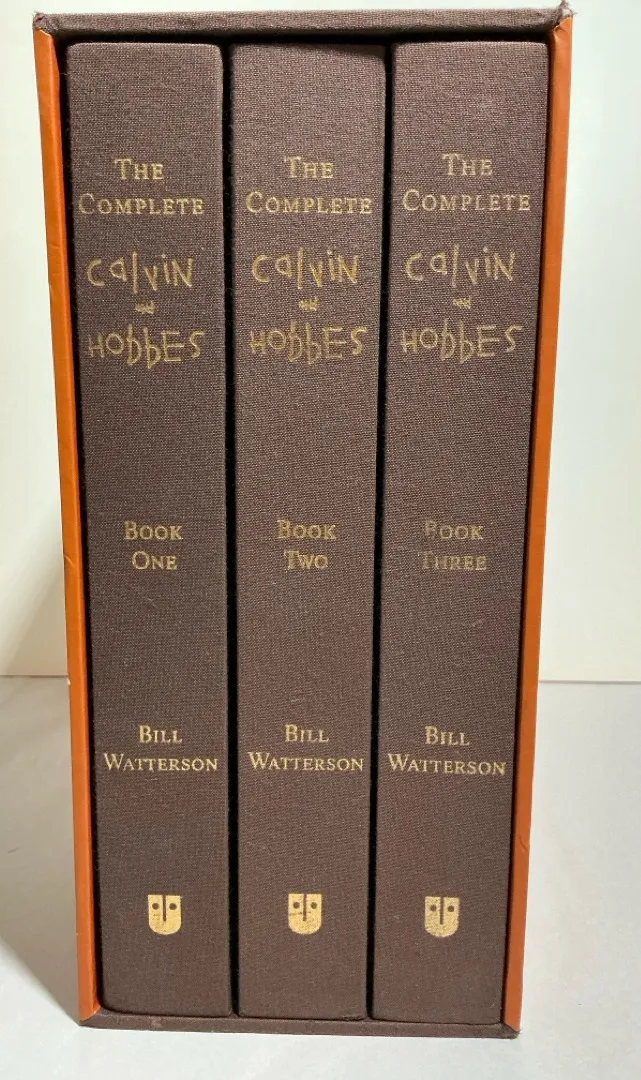 The
Complete
Calvin
and
Hobbes
Book
One
Bill
Watterson
The
Complete
Calvin
and
Hobbes
Book
Two
Bill
Watterson
The
Complete
Calvin
and
Hobbes
Book
Three
Bill
Watterson